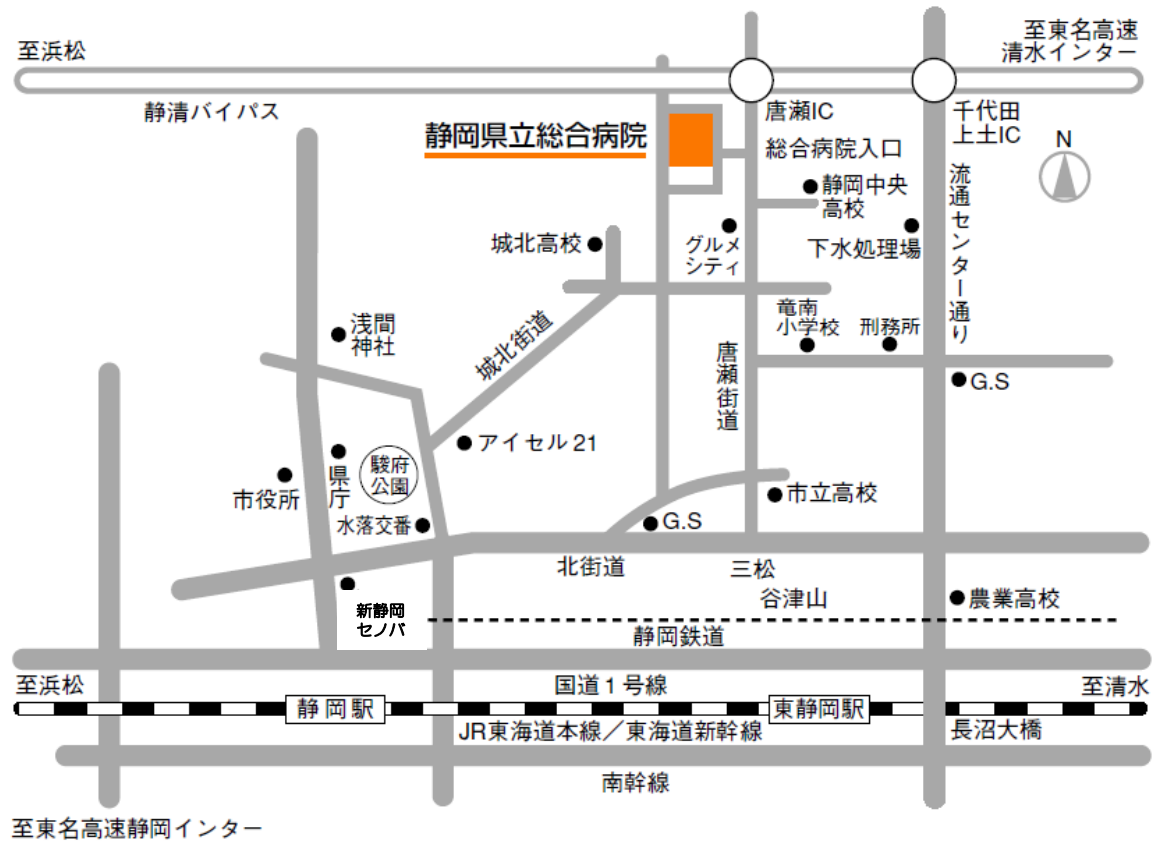 至浜松
至東名高速
清水インター
静清バイパス
唐瀬IC
千代田
上土IC
静岡県立総合病院
総合病院入口
N
静岡中央
高校
流通センター通り
城北高校
グルメ
シティ
下水処理場
竜南
小学校
刑務所
浅間
神社
城北街道
唐瀬街道
G.S
アイセル21
駿府
公園
県庁
市役所
水落交番
市立高校
G.S
北街道
三松
新静岡
セノバ
谷津山
農業高校
静岡鉄道
至浜松
国道1号線
至清水
静岡駅
東静岡駅
JR東海道本線／東海道新幹線
長沼大橋
南幹線
至東名高速静岡インター